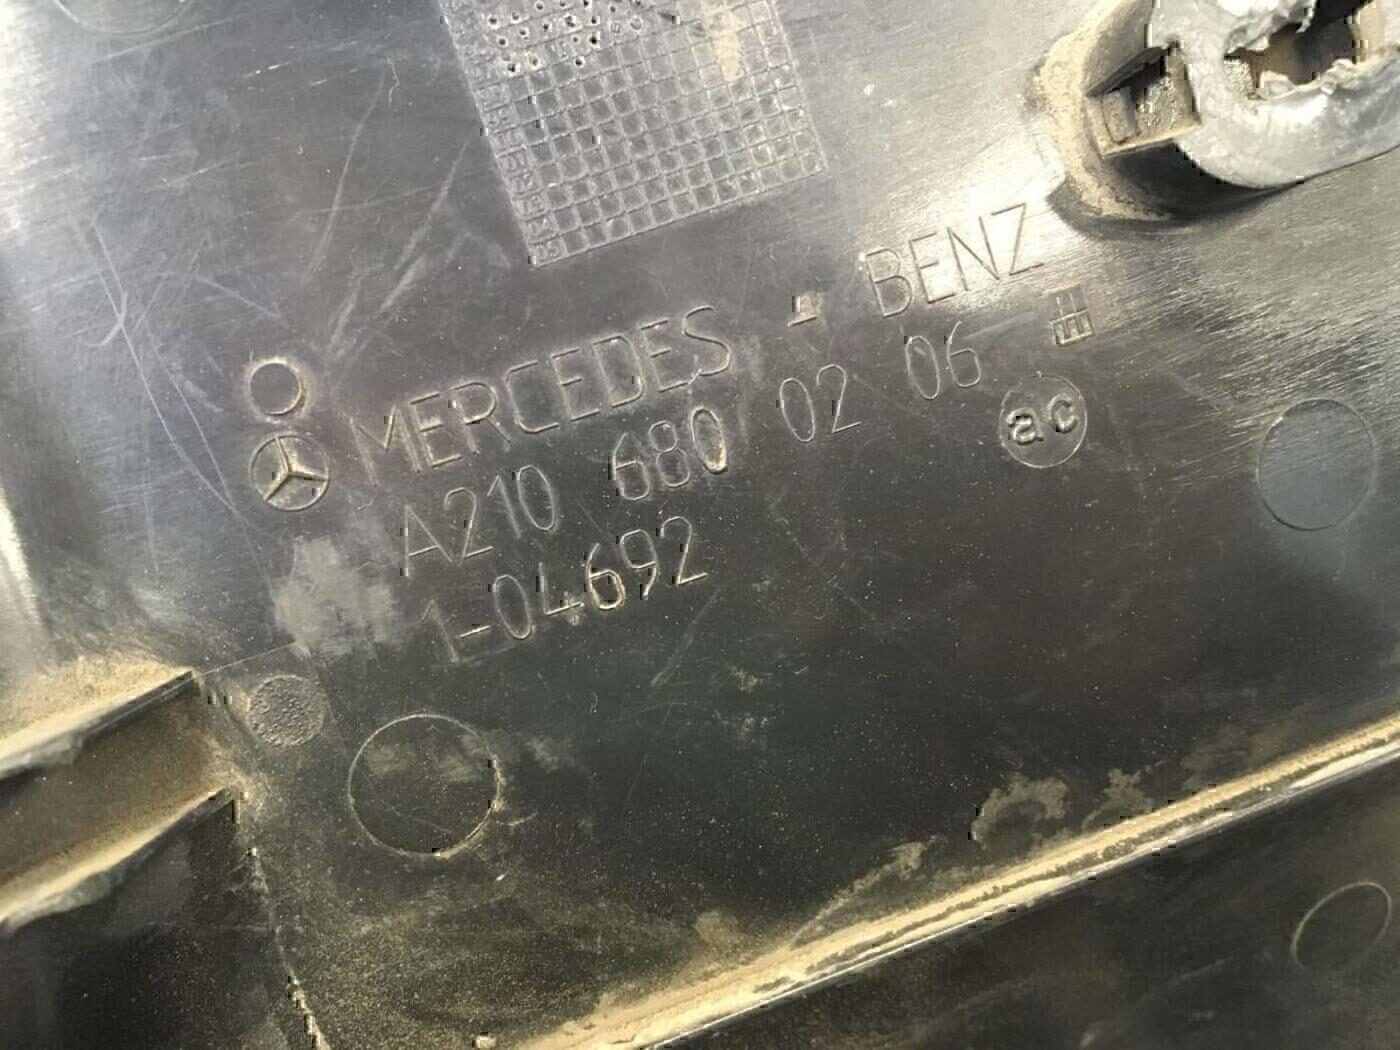 MERCEDES - BENZ
A210 680 02 06
ac
1-04692